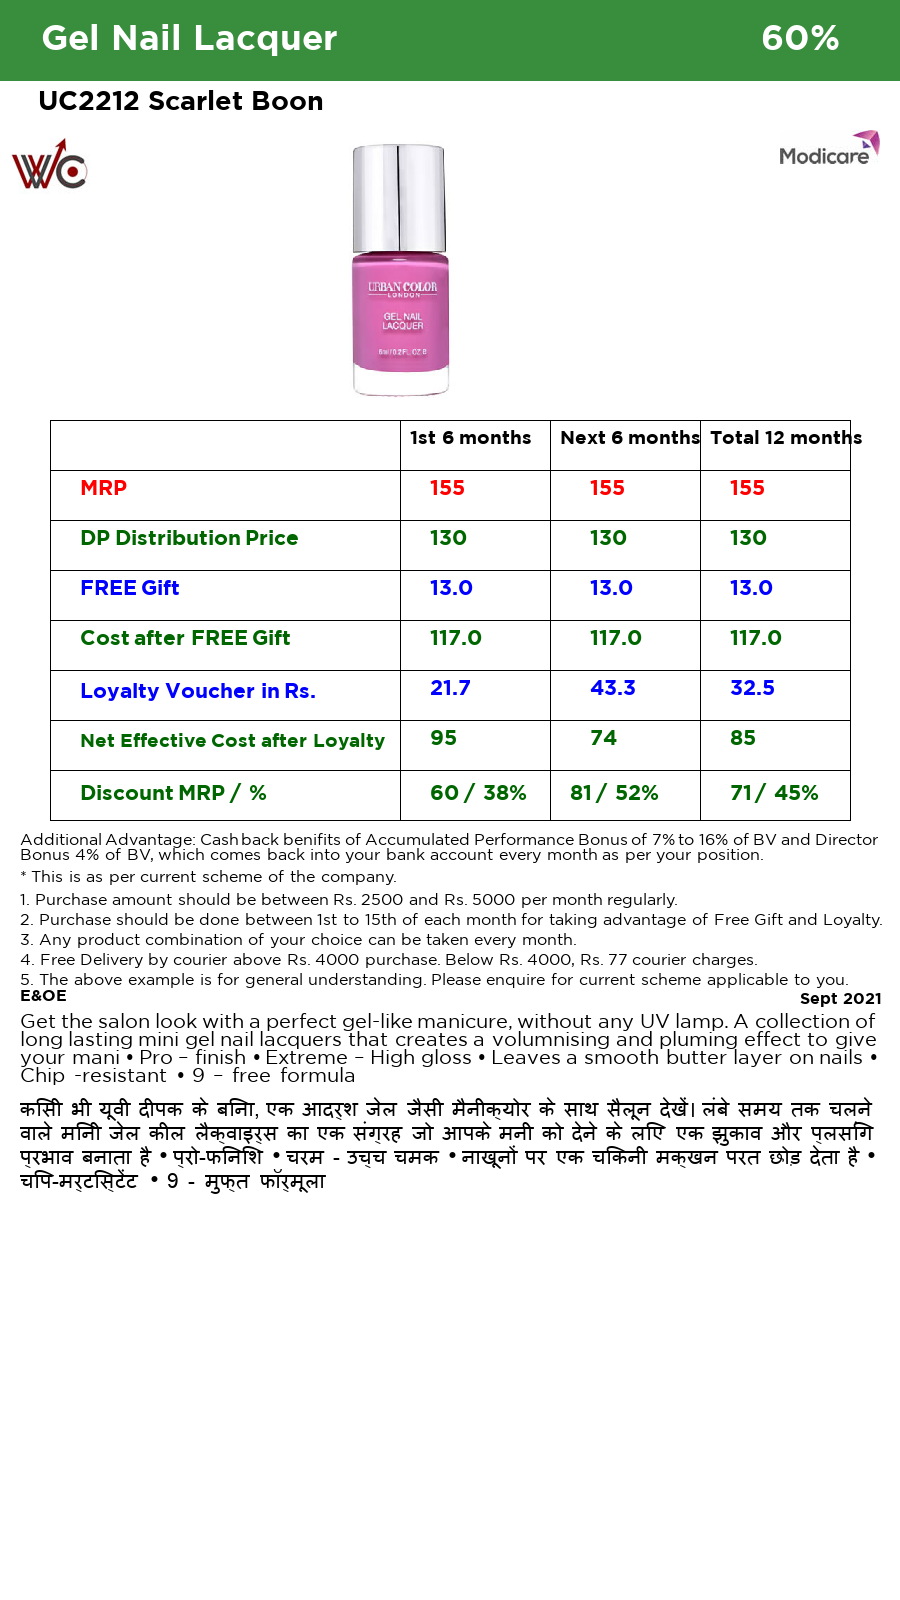 Gel Nail Lacquer 60%
UC2212 Scarlet Boon
WC
Modicare
URBAN COLOR
LONDON
GEL NAIL
LACQUER
6ml/0.2FL.OZ.℮
1st 6 months Next 6 months Total 12 months
MRP 155 155 155
DP Distribution Price 130 130 130
FREE Gift 13.0 13.0 13.0
Cost after FREE Gift 117.0 117.0 117.0
Loyalty Voucher in Rs. 21.7 43.3 32.5
Net Effective Cost after Loyalty 95 74 85
Discount MRP / % 60 / 38% 81 / 52% 71 / 45%
Additional Advantage: Cashback benifits of Accumulated Performance Bonus of 7% to 16% of BV and Director
Bonus 4% of BV, which comes back into your bank account every month as per your position.
* This is as per current scheme of the company.
1. Purchase amount should be between Rs. 2500 and Rs. 5000 per month regularly.
2. Purchase should be done between 1st to 15th of each month for taking advantage of Free Gift and Loyalty.
3. Any product combination of your choice can be taken every month.
4. Free Delivery by courier above Rs. 4000 purchase. Below Rs. 4000, Rs. 77 courier charges.
5. The above example is for general understanding. Please enquire for current scheme applicable to you.
E&OE Sept 2021
Get the salon look with a perfect gel-like manicure, without any UV lamp. A collection of
long lasting mini gel nail lacquers that creates a volumnising and pluming effect to give
your mani • Pro – finish • Extreme – High gloss • Leaves a smooth butter layer on nails •
Chip -resistant • 9 – free formula
किसी भी यूवी दीपक के बिना, एक आदर्श जेल जैसी मैनीक्योर के साथ सैलून देखें। लंबे समय तक चलने
वाले मिनी जेल कील लैक्वाइर्स का एक संग्रह जो आपके मनी को देने के लिए एक झुकाव और प्लसिग
प्रभाव बनाता है • प्रो-फिनिश • चरम - उच्च चमक • नाखूनों पर एक चिकनी मक्खन परत छोड़ देता है •
चिप-मर्टिस्टेंट • 9 - मुफ्त फॉर्मूला